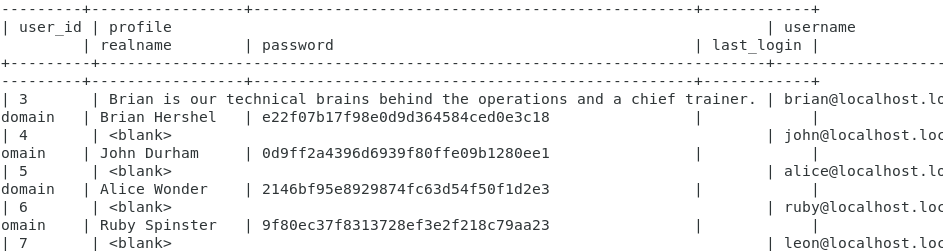 ---------+-----------------+-------------------------------------------------+------------+
| user_id | profile | username
| realname | password | last_login |
+---------+---------------------------------------------------------------------------+-------------------
---------+-----------------+-------------------------------------------------+------------+
| 3 | Brian is our technical brains behind the operations and a chief trainer. | brian@localhost.lo
domain | Brian Hershel | e22f07b17f98e0d9d364584ced0e3c18 | |
| 4 | <blank> | john@localhost.loc
omain | John Durham | 0d9ff2a4396d6939f80ffe09b1280ee1 | |
| 5 | <blank> | alice@localhost.lo
domain | Alice Wonder | 2146bf95e8929874fc63d54f50f1d2e3 | |
| 6 | <blank> | ruby@localhost.loc
omain | Ruby Spinster | 9f80ec37f8313728ef3e2f218c79aa23 | |
| 7 | <blank> | leon@localhost.loc